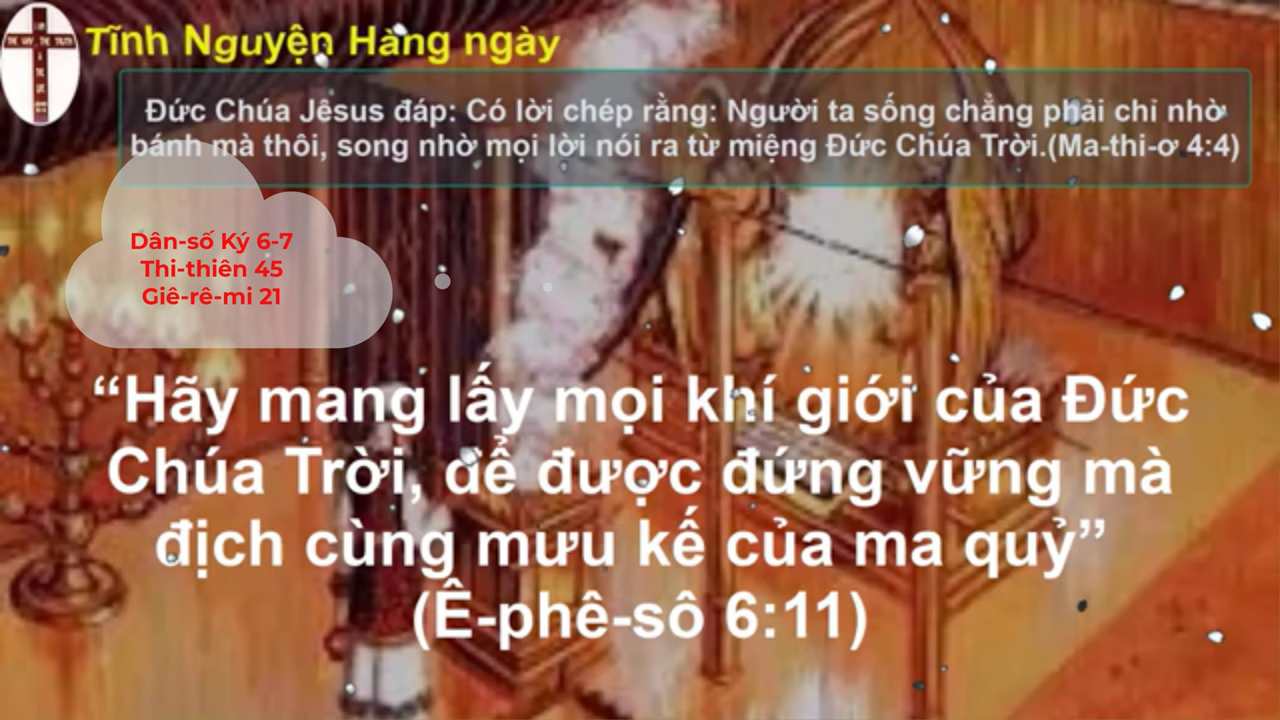 Tĩnh Nguyện Hàng ngày
Đức Chúa Jêsus đáp: Có lời chép rằng: Người ta sống chẳng phải chỉ nhờ
bánh mà thôi, song nhờ mọi lời nói ra từ miệng Đức Chúa Trời.(Ma-thi-ơ 4:4)
Dân-số Ký 6-7
Thi-thiên 45
Giê-rê-mi 21
“Hãy mang lấy mọi khí giới của Đức
Chúa Trời, để được đứng vững mà
địch cùng mưu kế của ma quỷ”
(Ê-phê-sô 6:11)